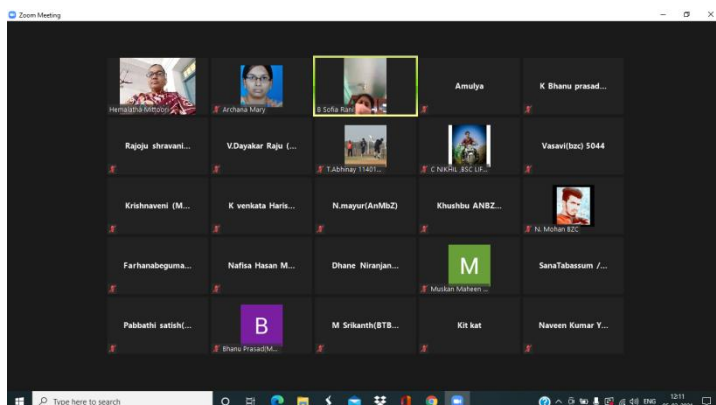 Zoom Meeting
Hemalatha Mittoori
Archana Mary
B Sofia Rani
Amulya
K Bhanu prasad...
Rajoju shravani...
V.Dayakar Raju (...
T.Abhinay 11401...
C NIKHIL ,BSC LIF...
Vasavi(bzc) 5044
Krishnaveni (M...
K venkata Haris...
N.mayur(AnMbZ)
Khushbu ANBZ...
N. Mohan BZC
Farhanabeguma...
Nafisa Hasan M...
Dhane Niranjan...
M
Muskan Maheen ...
SanaTabassum /...
Pabbathi satish(...
B
Bhanu Prasad(M...
M Srikanth(BTB...
Kit kat
Naveen Kumar Y...
Type here to search
ENG
12:11